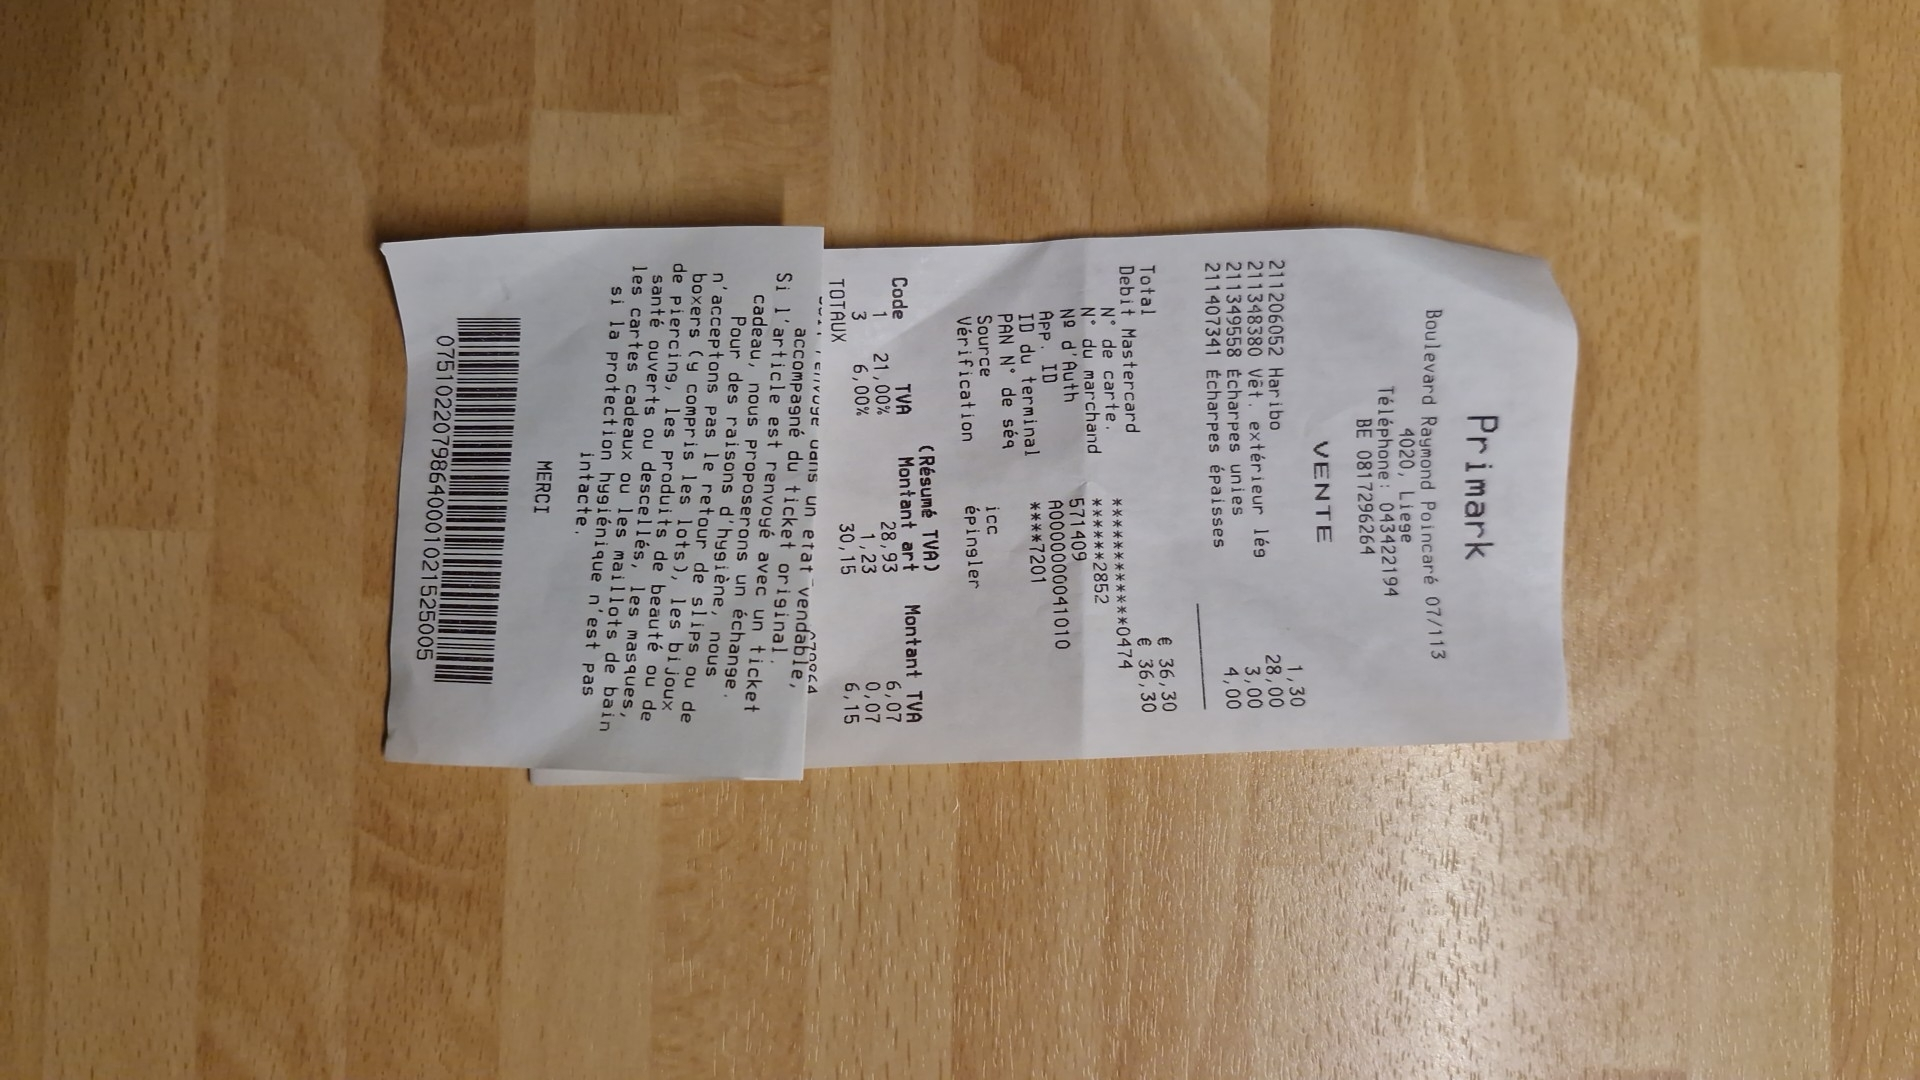 Primark
Boulevard Raymond Poincaré 07/113
4020, Liege
Téléphone: 043422194
BE 0817296264
VENTE
211206052 Haribo 1,30
211348380 Vêt. extérieur lég 28,00
211349558 Écharpes unies 3,00
211407341 Écharpes épaisses 4,00
Total € 36,30
Debit Mastercard € 36,30
N° de carte. ************0474
N° du marchand ******2852
Nº d'Auth 571409
App. ID A0000000041010
ID du terminal ****7201
PAN N° de séq
Source icc
Vérification épingler
(Résumé TVA)
Code TVA Montant art Montant TVA
1 21,00% 28,93 6,07
3 6,00% 1,23 0,07
TOTAUX 30,15 6,15
dans un état vendable,
accompagné du ticket original.
Si l'article est renvoyé avec un ticket
cadeau, nous proposerons un échange.
Pour des raisons d'hygiène, nous
n'acceptons pas le retour de slips ou de
boxers (y compris les lots), les bijoux
de piercing, les produits de beauté ou de
santé ouverts ou descellés, les masques,
les cartes cadeaux ou les maillots de bain
si la protection hygiénique n'est pas
intacte.
MERCI
07510220798640001021525005